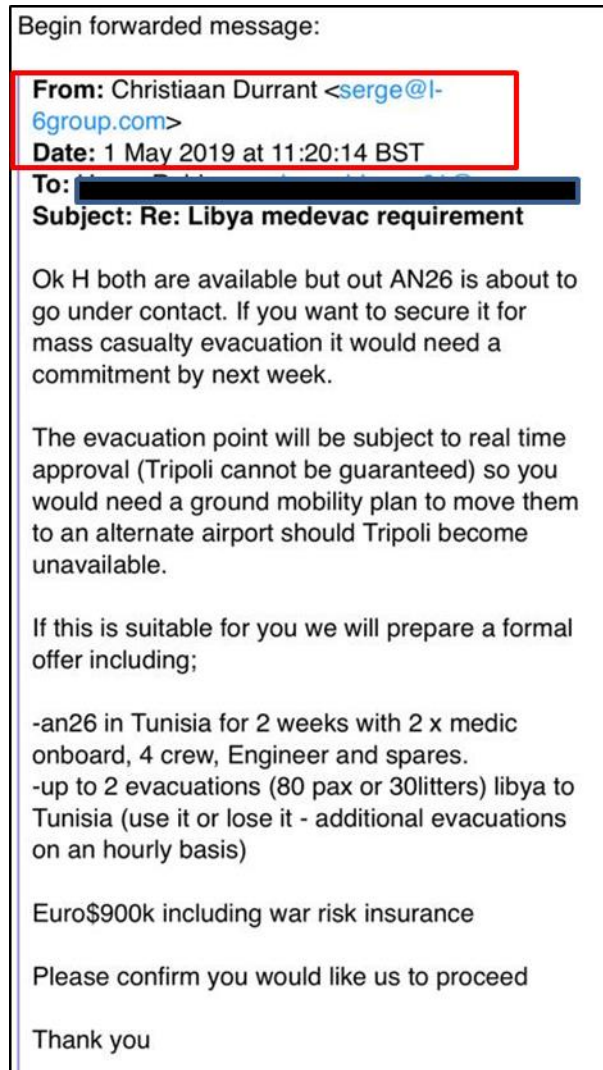 Begin forwarded message:
From: Christiaan Durrant <serge@l-
6group.com>
Date: 1 May 2019 at 11:20:14 BST
To:
Subject: Re: Libya medevac requirement
Ok H both are available but out AN26 is about to
go under contact. If you want to secure it for
mass casualty evacuation it would need a
commitment by next week.
The evacuation point will be subject to real time
approval (Tripoli cannot be guaranteed) so you
would need a ground mobility plan to move them
to an alternate airport should Tripoli become
unavailable.
If this is suitable for you we will prepare a formal
offer including;
-an26 in Tunisia for 2 weeks with 2 x medic
onboard, 4 crew, Engineer and spares.
-up to 2 evacuations (80 pax or 30litters) libya to
Tunisia (use it or lose it - additional evacuations
on an hourly basis)
Euro$900k including war risk insurance
Please confirm you would like us to proceed
Thank you